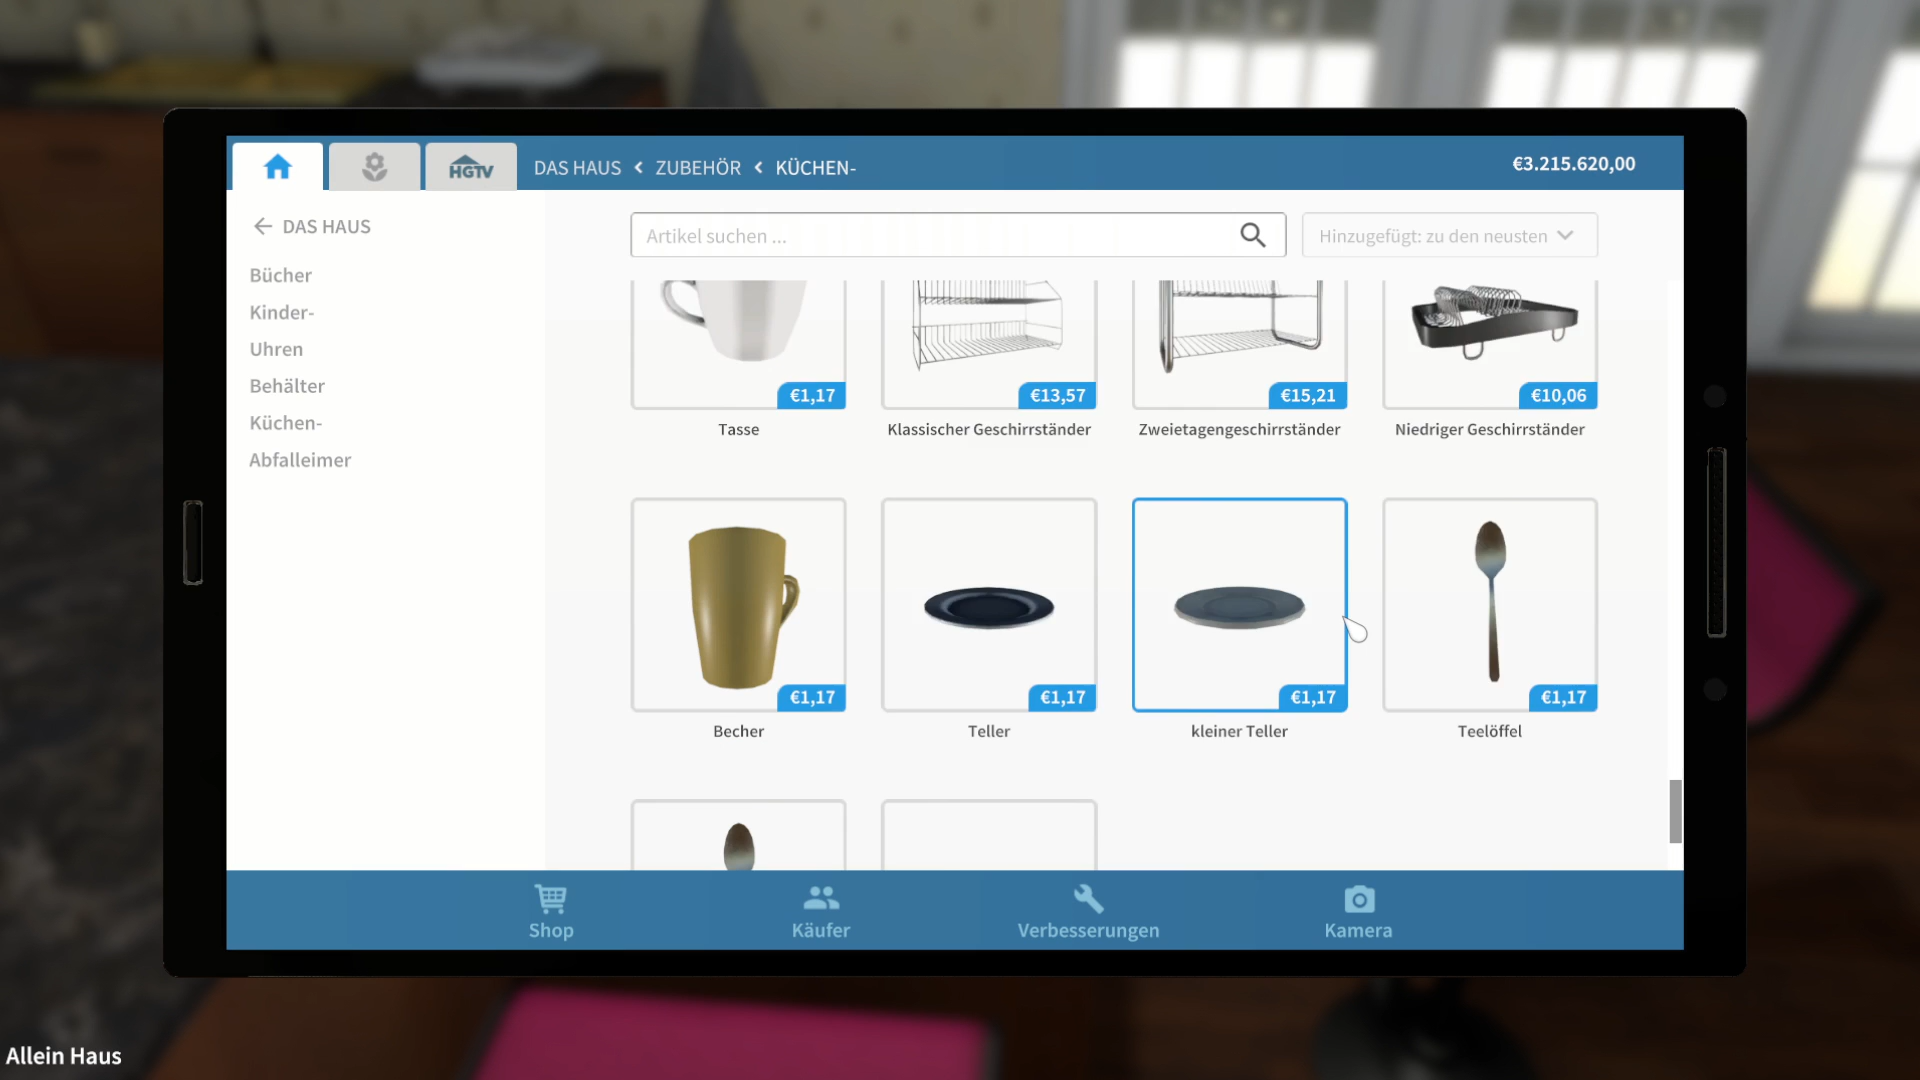 HGTV
DAS HAUS < ZUBEHÖR < KÜCHEN-
€3.215.620,00
← DAS HAUS
Bücher
Kinder-
Uhren
Behälter
Küchen-
Abfalleimer
Artikel suchen ...
Hinzugefügt: zu den neusten
€1,17
€13,57
€15,21
€10,06
Tasse
Klassischer Geschirrständer
Zweietagengeschirrständer
Niedriger Geschirrständer
€1,17
€1,17
€1,17
€1,17
Becher
Teller
kleiner Teller
Teelöffel
Shop
Käufer
Verbesserungen
Kamera
Allein Haus